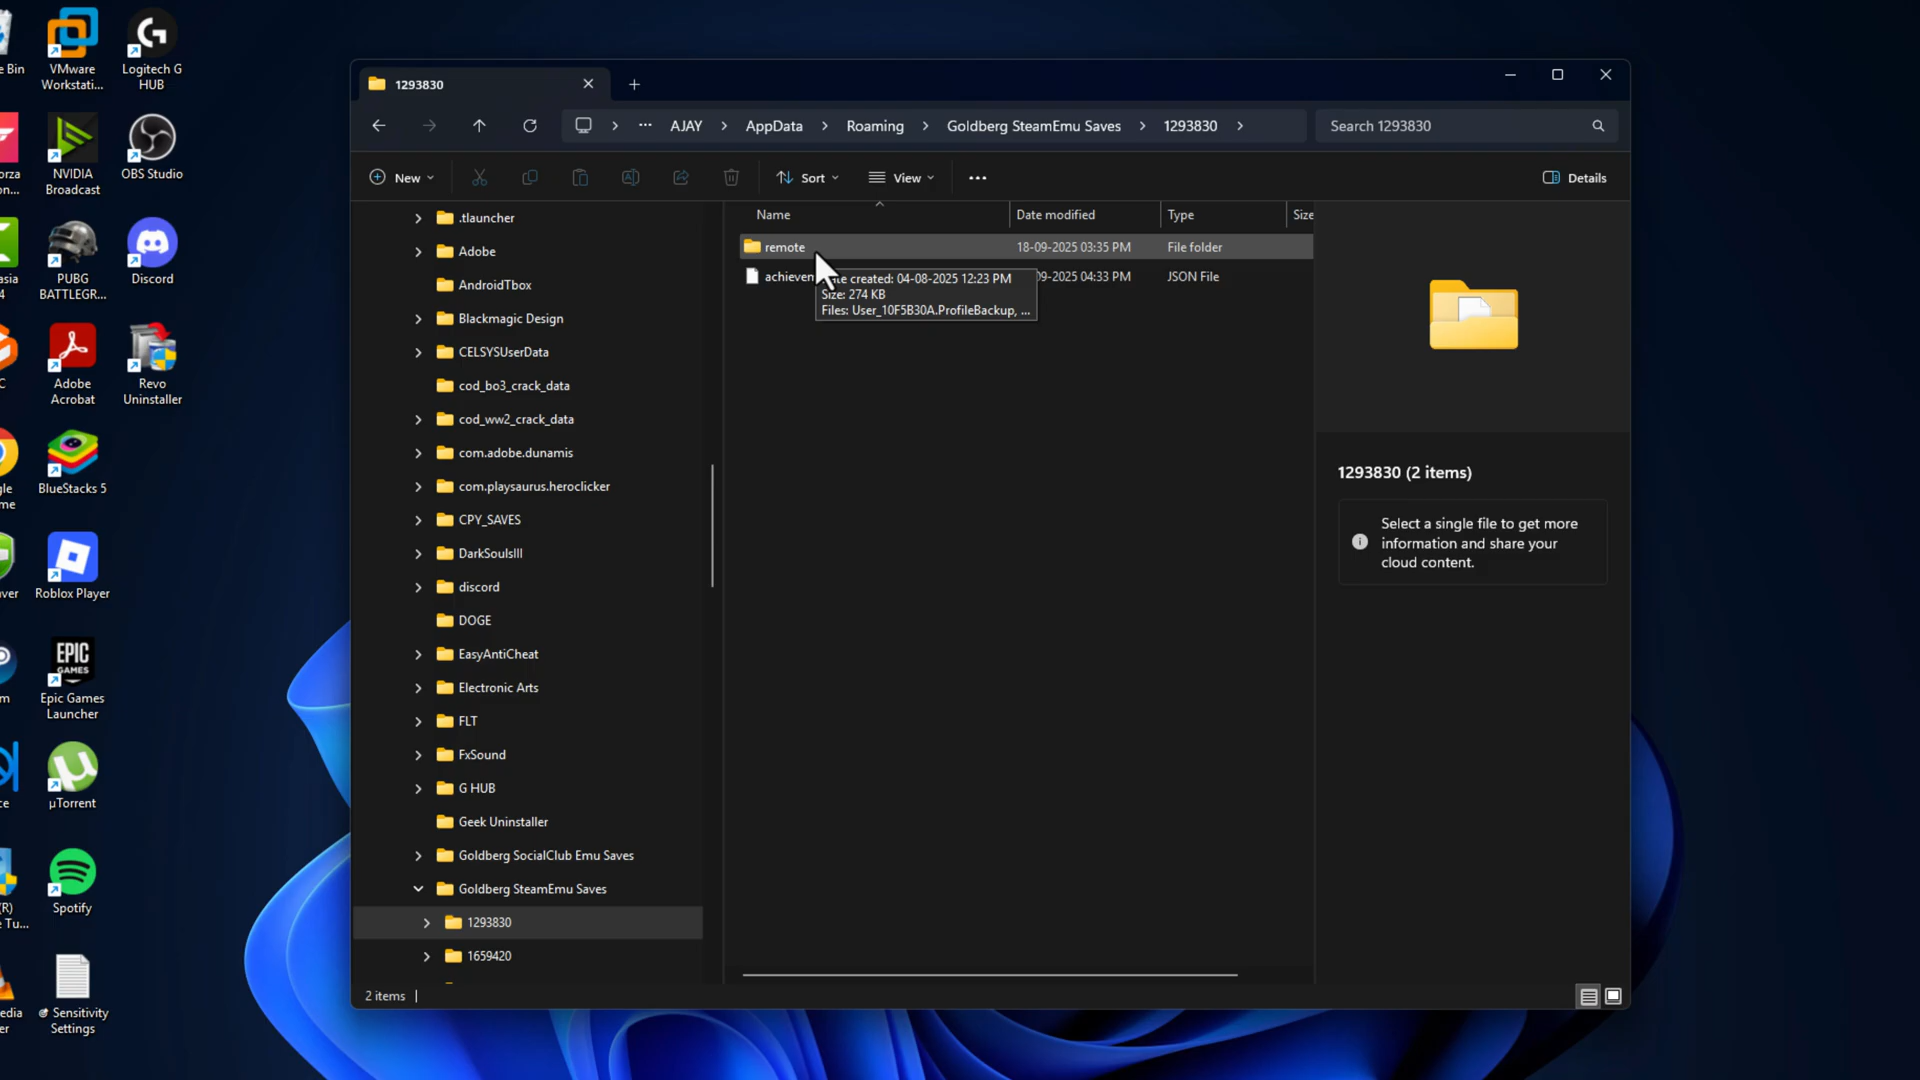 e Bin
VMware
Workstati...
Logitech G
HUB
orza
on...
NVIDIA
Broadcast
OBS Studio
asia
4
PUBG
BATTLEGR...
Discord
C
Adobe
Acrobat
Revo
Uninstaller
gle
me
BlueStacks 5
ver
Roblox Player
m
EPIC
GAMES
Epic Games
Launcher
ce
µTorrent
(R)
e Tu...
Spotify
edia
er
Sensitivity
Settings
1293830
AJAY
AppData
Roaming
Goldberg SteamEmu Saves
1293830
Search 1293830
New
Sort
View
Details
.tlauncher
Adobe
AndroidTbox
Blackmagic Design
CELSYSUserData
cod_bo3_crack_data
cod_ww2_crack_data
com.adobe.dunamis
com.playsaurus.heroclicker
CPY_SAVES
DarkSoulsIII
discord
DOGE
EasyAntiCheat
Electronic Arts
FLT
FxSound
G HUB
Geek Uninstaller
Goldberg SocialClub Emu Saves
Goldberg SteamEmu Saves
1293830
1659420
Name
Date modified
Type
Size
remote
18-09-2025 03:35 PM
File folder
achievem
09-2025 04:33 PM
JSON File
te created: 04-08-2025 12:23 PM
Size: 274 KB
Files: User_10F5B30A.ProfileBackup, ...
1293830 (2 items)
Select a single file to get more
information and share your
cloud content.
2 items